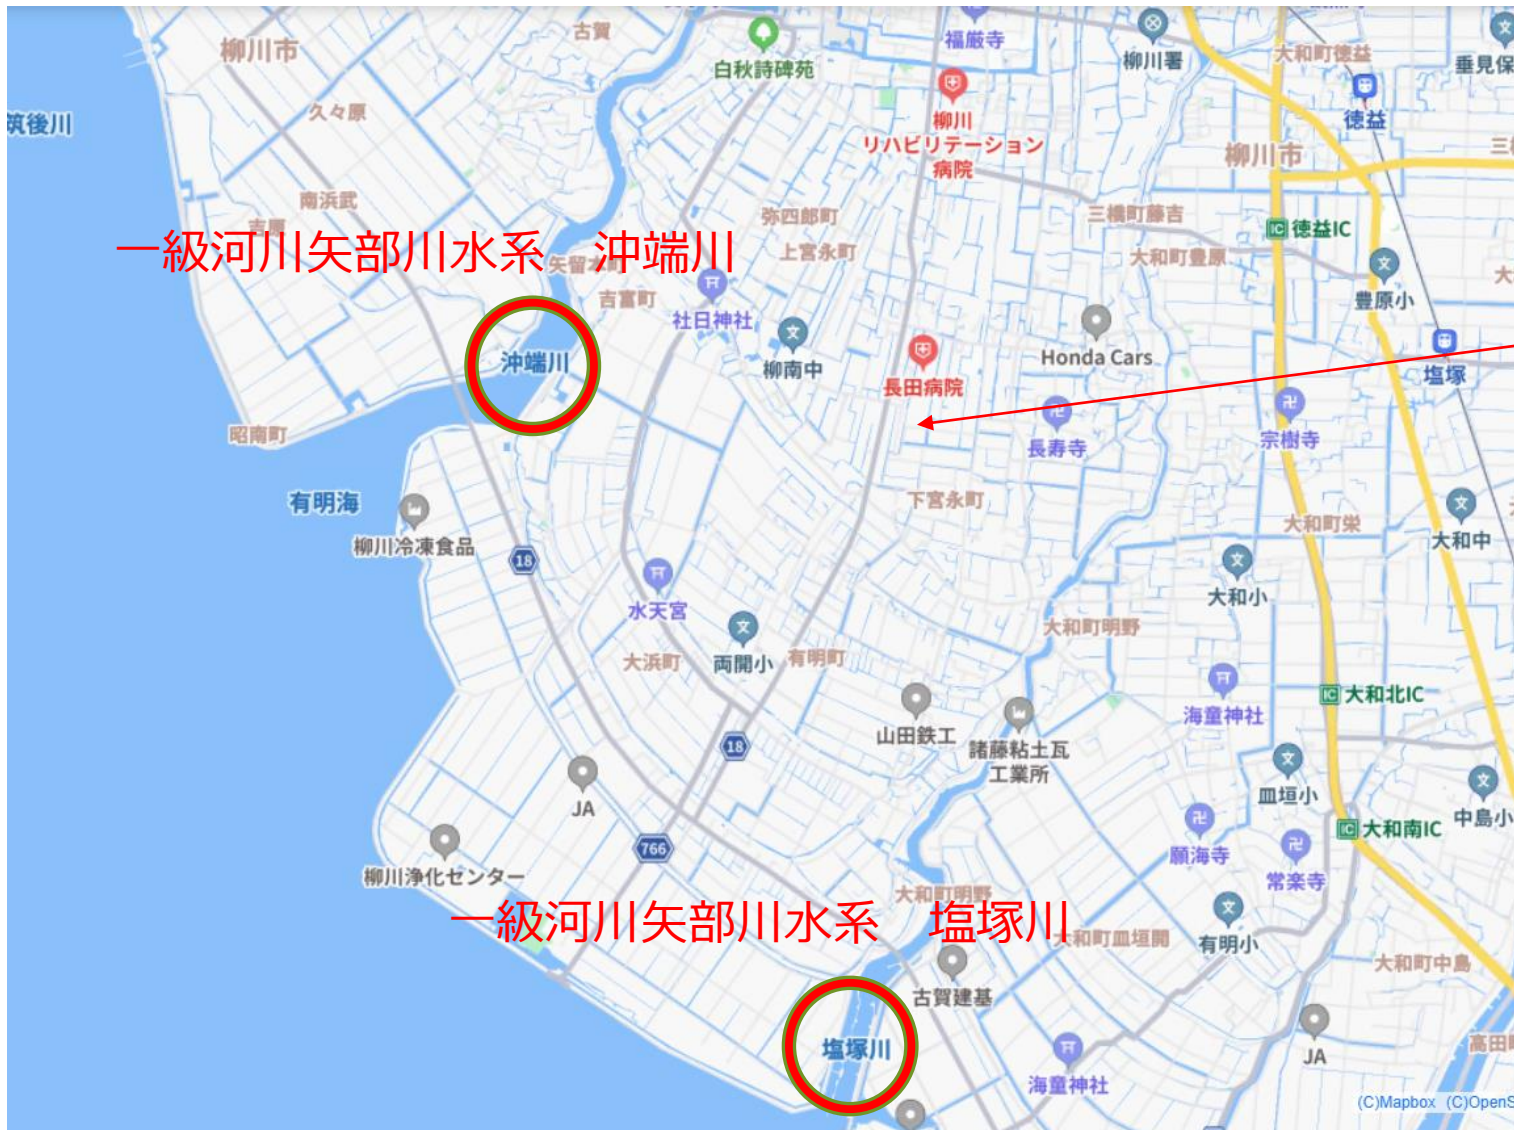 古賀
福厳寺
柳川市
白秋詩碑苑
柳川署
大和町徳益
垂見保
久々原
筑後川
柳川
リハビリテーション
病院
徳益
柳川市
南浜武
吉原
弥四郎町
三橋町藤吉
徳益IC
一級河川矢部川水系　沖端川
上宮永町
大和町豊原
吉富町
豊原小
社日神社
柳南中
Honda Cars
沖端川
長田病院
塩塚
昭南町
長寿寺
宗樹寺
有明海
下宮永町
大和町栄
柳川冷凍食品
大和中
18
水天宮
大和小
大和町明野
大浜町
両開小
有明町
大和北IC
海童神社
山田鉄工
諸藤粘土瓦
工業所
18
皿垣小
JA
中島小
大和南IC
766
願海寺
柳川浄化センター
常楽寺
大和町明野
一級河川矢部川水系　塩塚川
大和町皿垣開
有明小
大和町中島
古賀建基
塩塚川
高田町
JA
海童神社
(C)Mapbox (C)OpenS